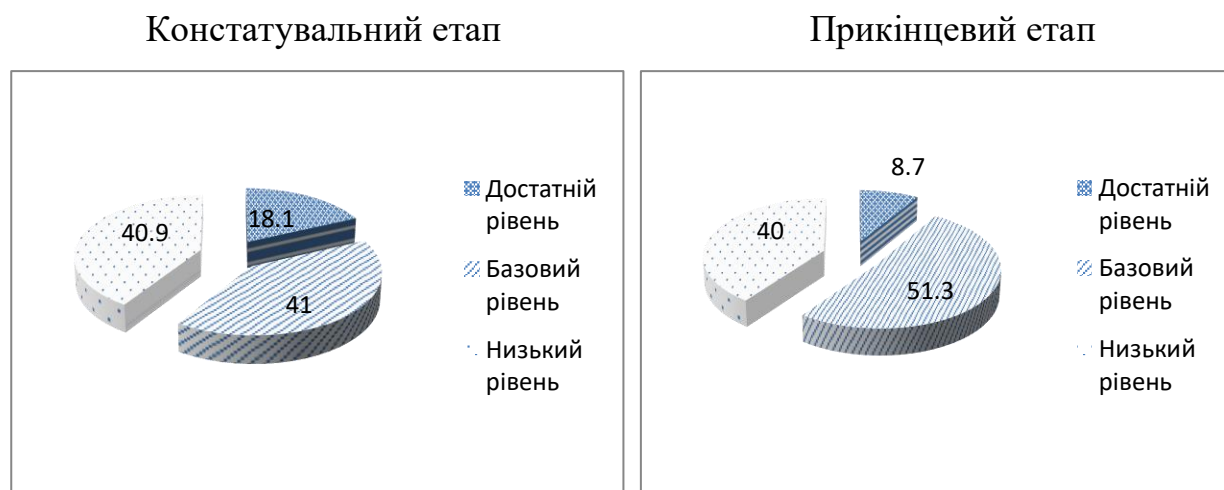 Констатувальний етап
Прикінцевий етап
18.1
41
40.9
Достатній
рівень
Базовий
рівень
Низький
рівень
8.7
51.3
40
Достатній
рівень
Базовий
рівень
Низький
рівень